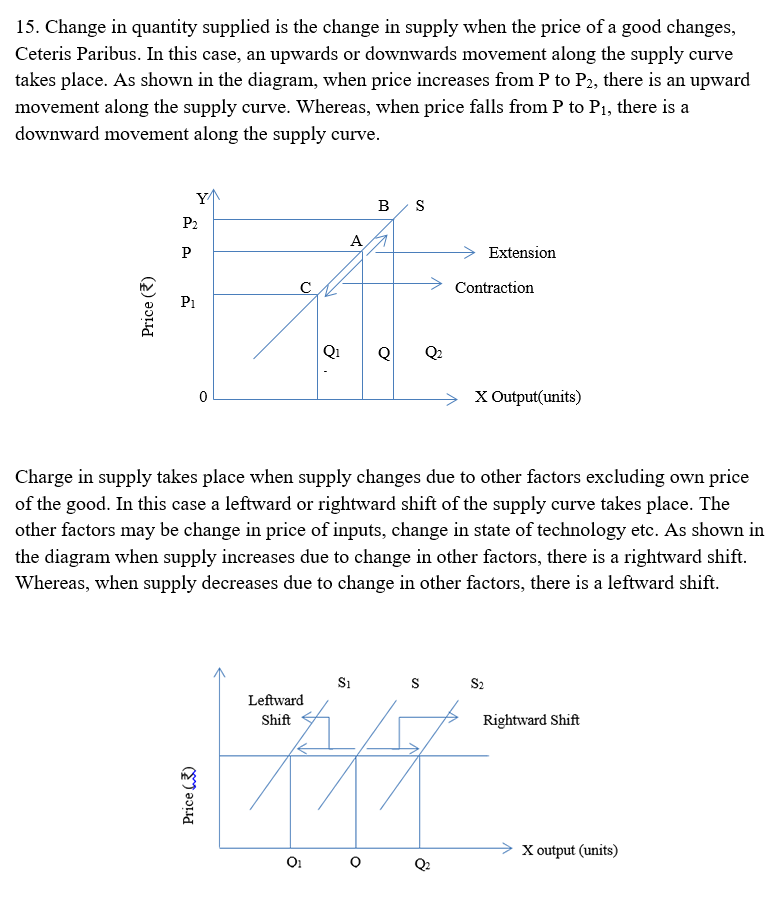 15. Change in quantity supplied is the change in supply when the price of a good changes,
Ceteris Paribus. In this case, an upwards or downwards movement along the supply curve
takes place. As shown in the diagram, when price increases from P to P₂, there is an upward
movement along the supply curve. Whereas, when price falls from P to P₁, there is a
downward movement along the supply curve.
Y
B S
P₂
A
P
Extension
C
Contraction
P₁
Price (₹)
Q₁ Q Q₂
0
X Output(units)
Charge in supply takes place when supply changes due to other factors excluding own price
of the good. In this case a leftward or rightward shift of the supply curve takes place. The
other factors may be change in price of inputs, change in state of technology etc. As shown in
the diagram when supply increases due to change in other factors, there is a rightward shift.
Whereas, when supply decreases due to change in other factors, there is a leftward shift.
S₁ S S₂
Leftward
Shift
Rightward Shift
Price (₹)
X output (units)
Q₁ O Q₂